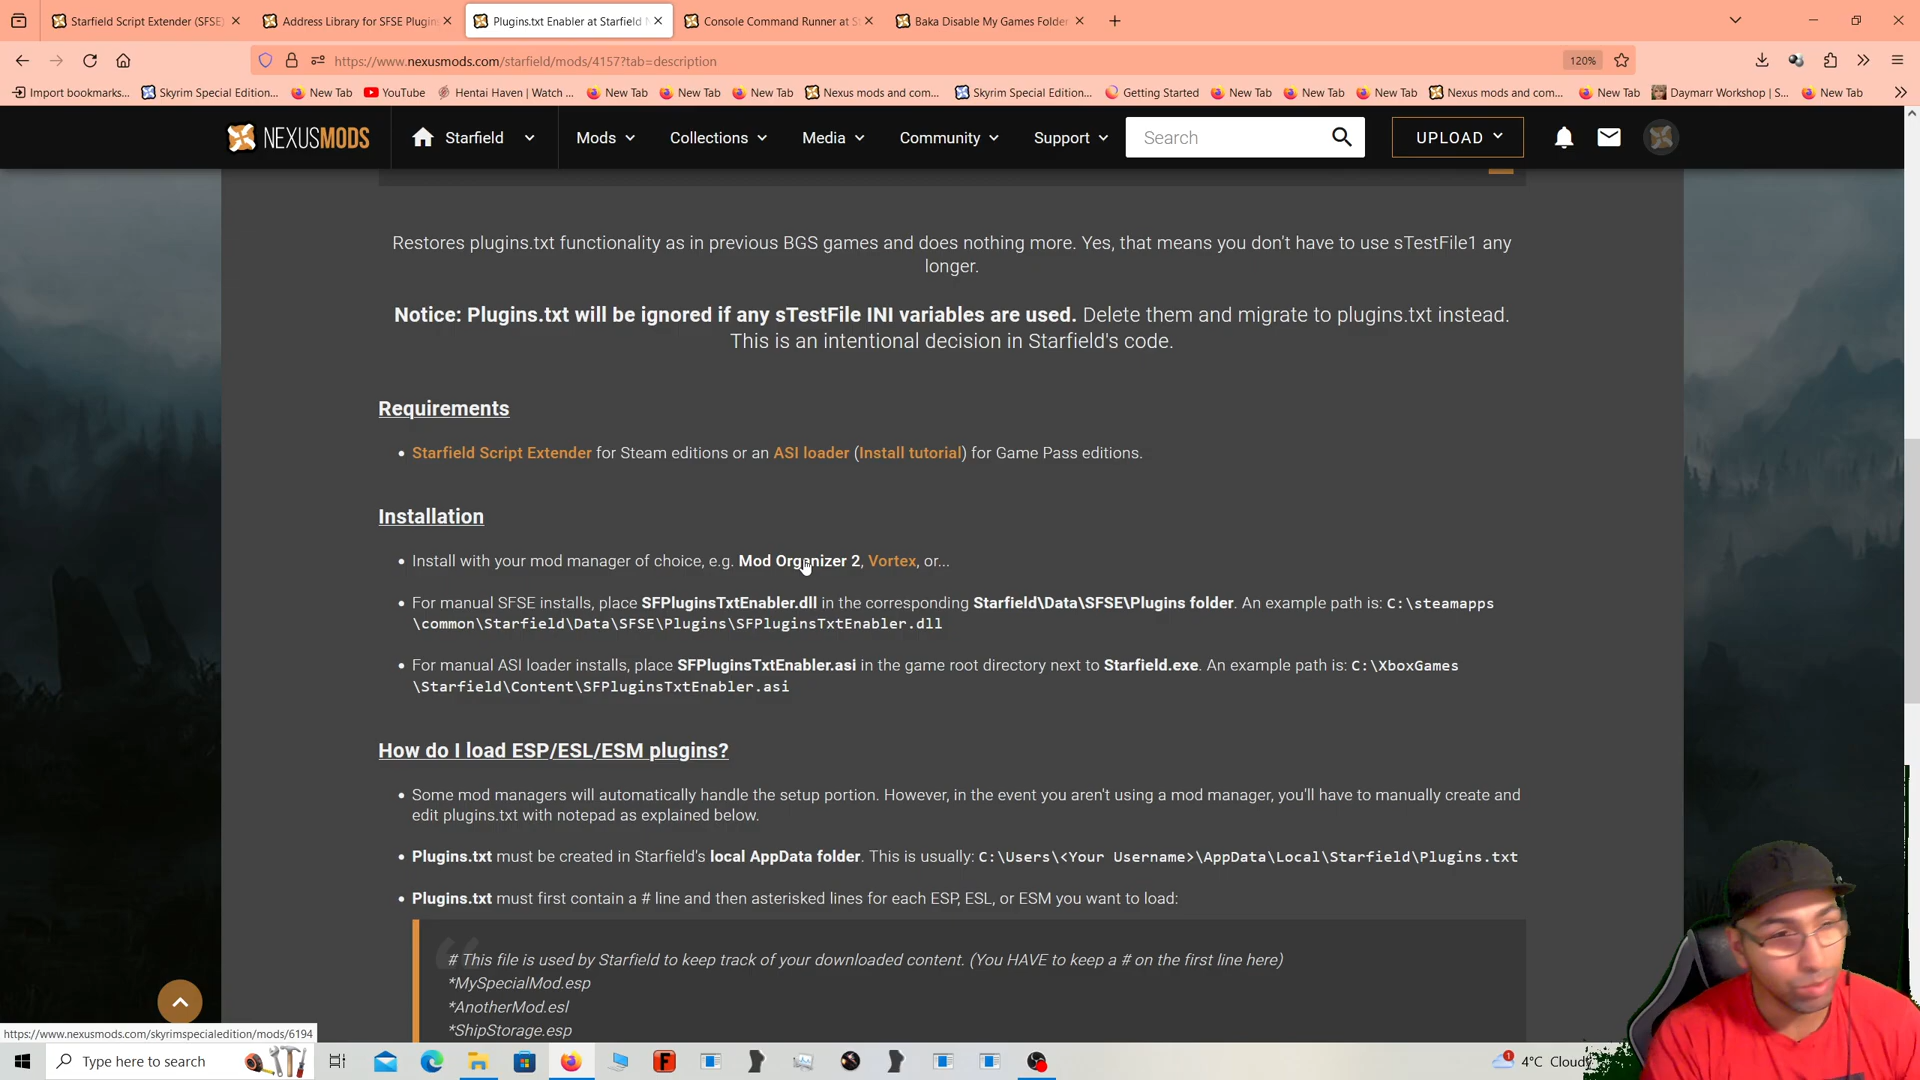 Starfield Script Extender (SFSE)
Address Library for SFSE Plugin
Plugins.txt Enabler at Starfield
Console Command Runner at S
Baka Disable My Games Folder
https://www.nexusmods.com/starfield/mods/4157?tab=description
120%
Import bookmarks...
Skyrim Special Edition...
New Tab
YouTube
Hentai Haven | Watch ...
New Tab
New Tab
New Tab
Nexus mods and com...
Skyrim Special Edition...
Getting Started
New Tab
New Tab
New Tab
Nexus mods and com...
New Tab
Daymarr Workshop | S...
New Tab
NEXUSMODS
Starfield
Mods
Collections
Media
Community
Support
Search
UPLOAD
Restores plugins.txt functionality as in previous BGS games and does nothing more. Yes, that means you don't have to use sTestFile1 any
longer.
Notice: Plugins.txt will be ignored if any sTestFile INI variables are used. Delete them and migrate to plugins.txt instead.
This is an intentional decision in Starfield's code.
Requirements
• Starfield Script Extender for Steam editions or an ASI loader (Install tutorial) for Game Pass editions.
Installation
• Install with your mod manager of choice, e.g. Mod Organizer 2, Vortex, or...
• For manual SFSE installs, place SFPluginsTxtEnabler.dll in the corresponding Starfield\Data\SFSE\Plugins folder. An example path is: C:\steamapps
\common\Starfield\Data\SFSE\Plugins\SFPluginsTxtEnabler.dll
• For manual ASI loader installs, place SFPluginsTxtEnabler.asi in the game root directory next to Starfield.exe. An example path is: C:\XboxGames
\Starfield\Content\SFPluginsTxtEnabler.asi
How do I load ESP/ESL/ESM plugins?
• Some mod managers will automatically handle the setup portion. However, in the event you aren't using a mod manager, you'll have to manually create and
edit plugins.txt with notepad as explained below.
• Plugins.txt must be created in Starfield's local AppData folder. This is usually: C:\Users\<Your Username>\AppData\Local\Starfield\Plugins.txt
• Plugins.txt must first contain a # line and then asterisked lines for each ESP, ESL, or ESM you want to load:
# This file is used by Starfield to keep track of your downloaded content. (You HAVE to keep a # on the first line here)
*MySpecialMod.esp
*AnotherMod.esl
*ShipStorage.esp
https://www.nexusmods.com/skyrimspecialedition/mods/6194
Type here to search
1
4°C Cloudy